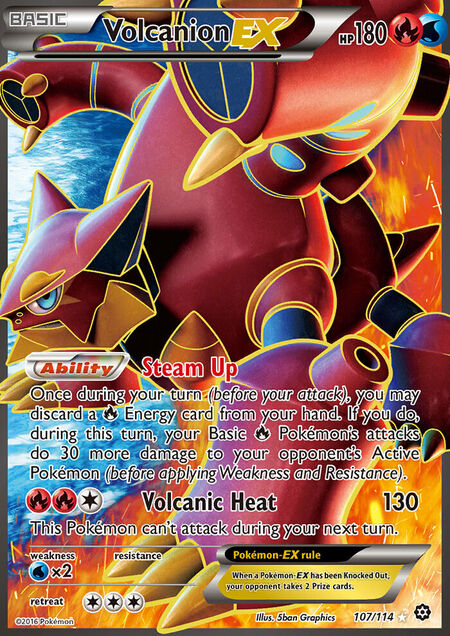 BASIC Volcanion EX HP180
Ability Steam Up
Once during your turn (before your attack), you may
discard a Energy card from your hand. If you do,
during this turn, your Basic Pokémon's attacks
do 30 more damage to your opponent's Active
Pokémon (before applying Weakness and Resistance).
Volcanic Heat 130
This Pokémon can't attack during your next turn.
weakness resistance
×2
Pokémon-EX rule
When a Pokémon-EX has been Knocked Out,
your opponent takes 2 Prize cards.
retreat
©2016 Pokémon Illus. 5ban Graphics 107/114